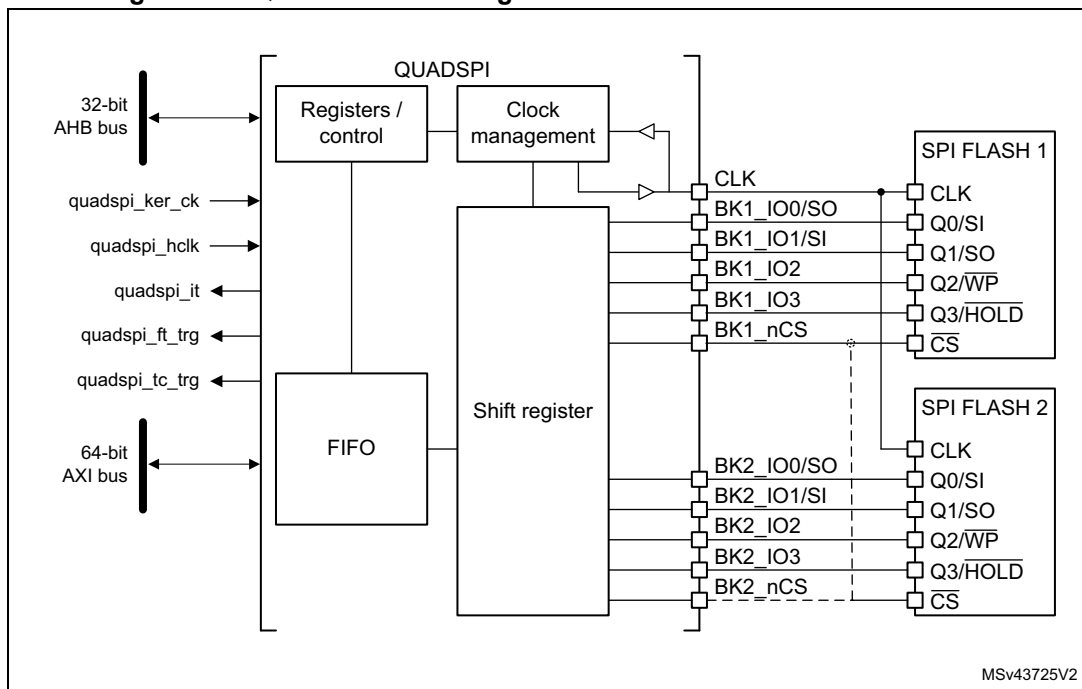 QUADSPI
32-bit
AHB bus
Registers /
control
Clock
management
quadspi_ker_ck
quadspi_hclk
quadspi_it
quadspi_ft_trg
quadspi_tc_trg
64-bit
AXI bus
FIFO
Shift register
CLK
BK1_IO0/SO
BK1_IO1/SI
BK1_IO2
BK1_IO3
BK1_nCS
BK2_IO0/SO
BK2_IO1/SI
BK2_IO2
BK2_IO3
BK2_nCS
SPI FLASH 1
CLK
Q0/SI
Q1/SO
Q2/WP
Q3/HOLD
CS
SPI FLASH 2
CLK
Q0/SI
Q1/SO
Q2/WP
Q3/HOLD
CS
MSv43725V2